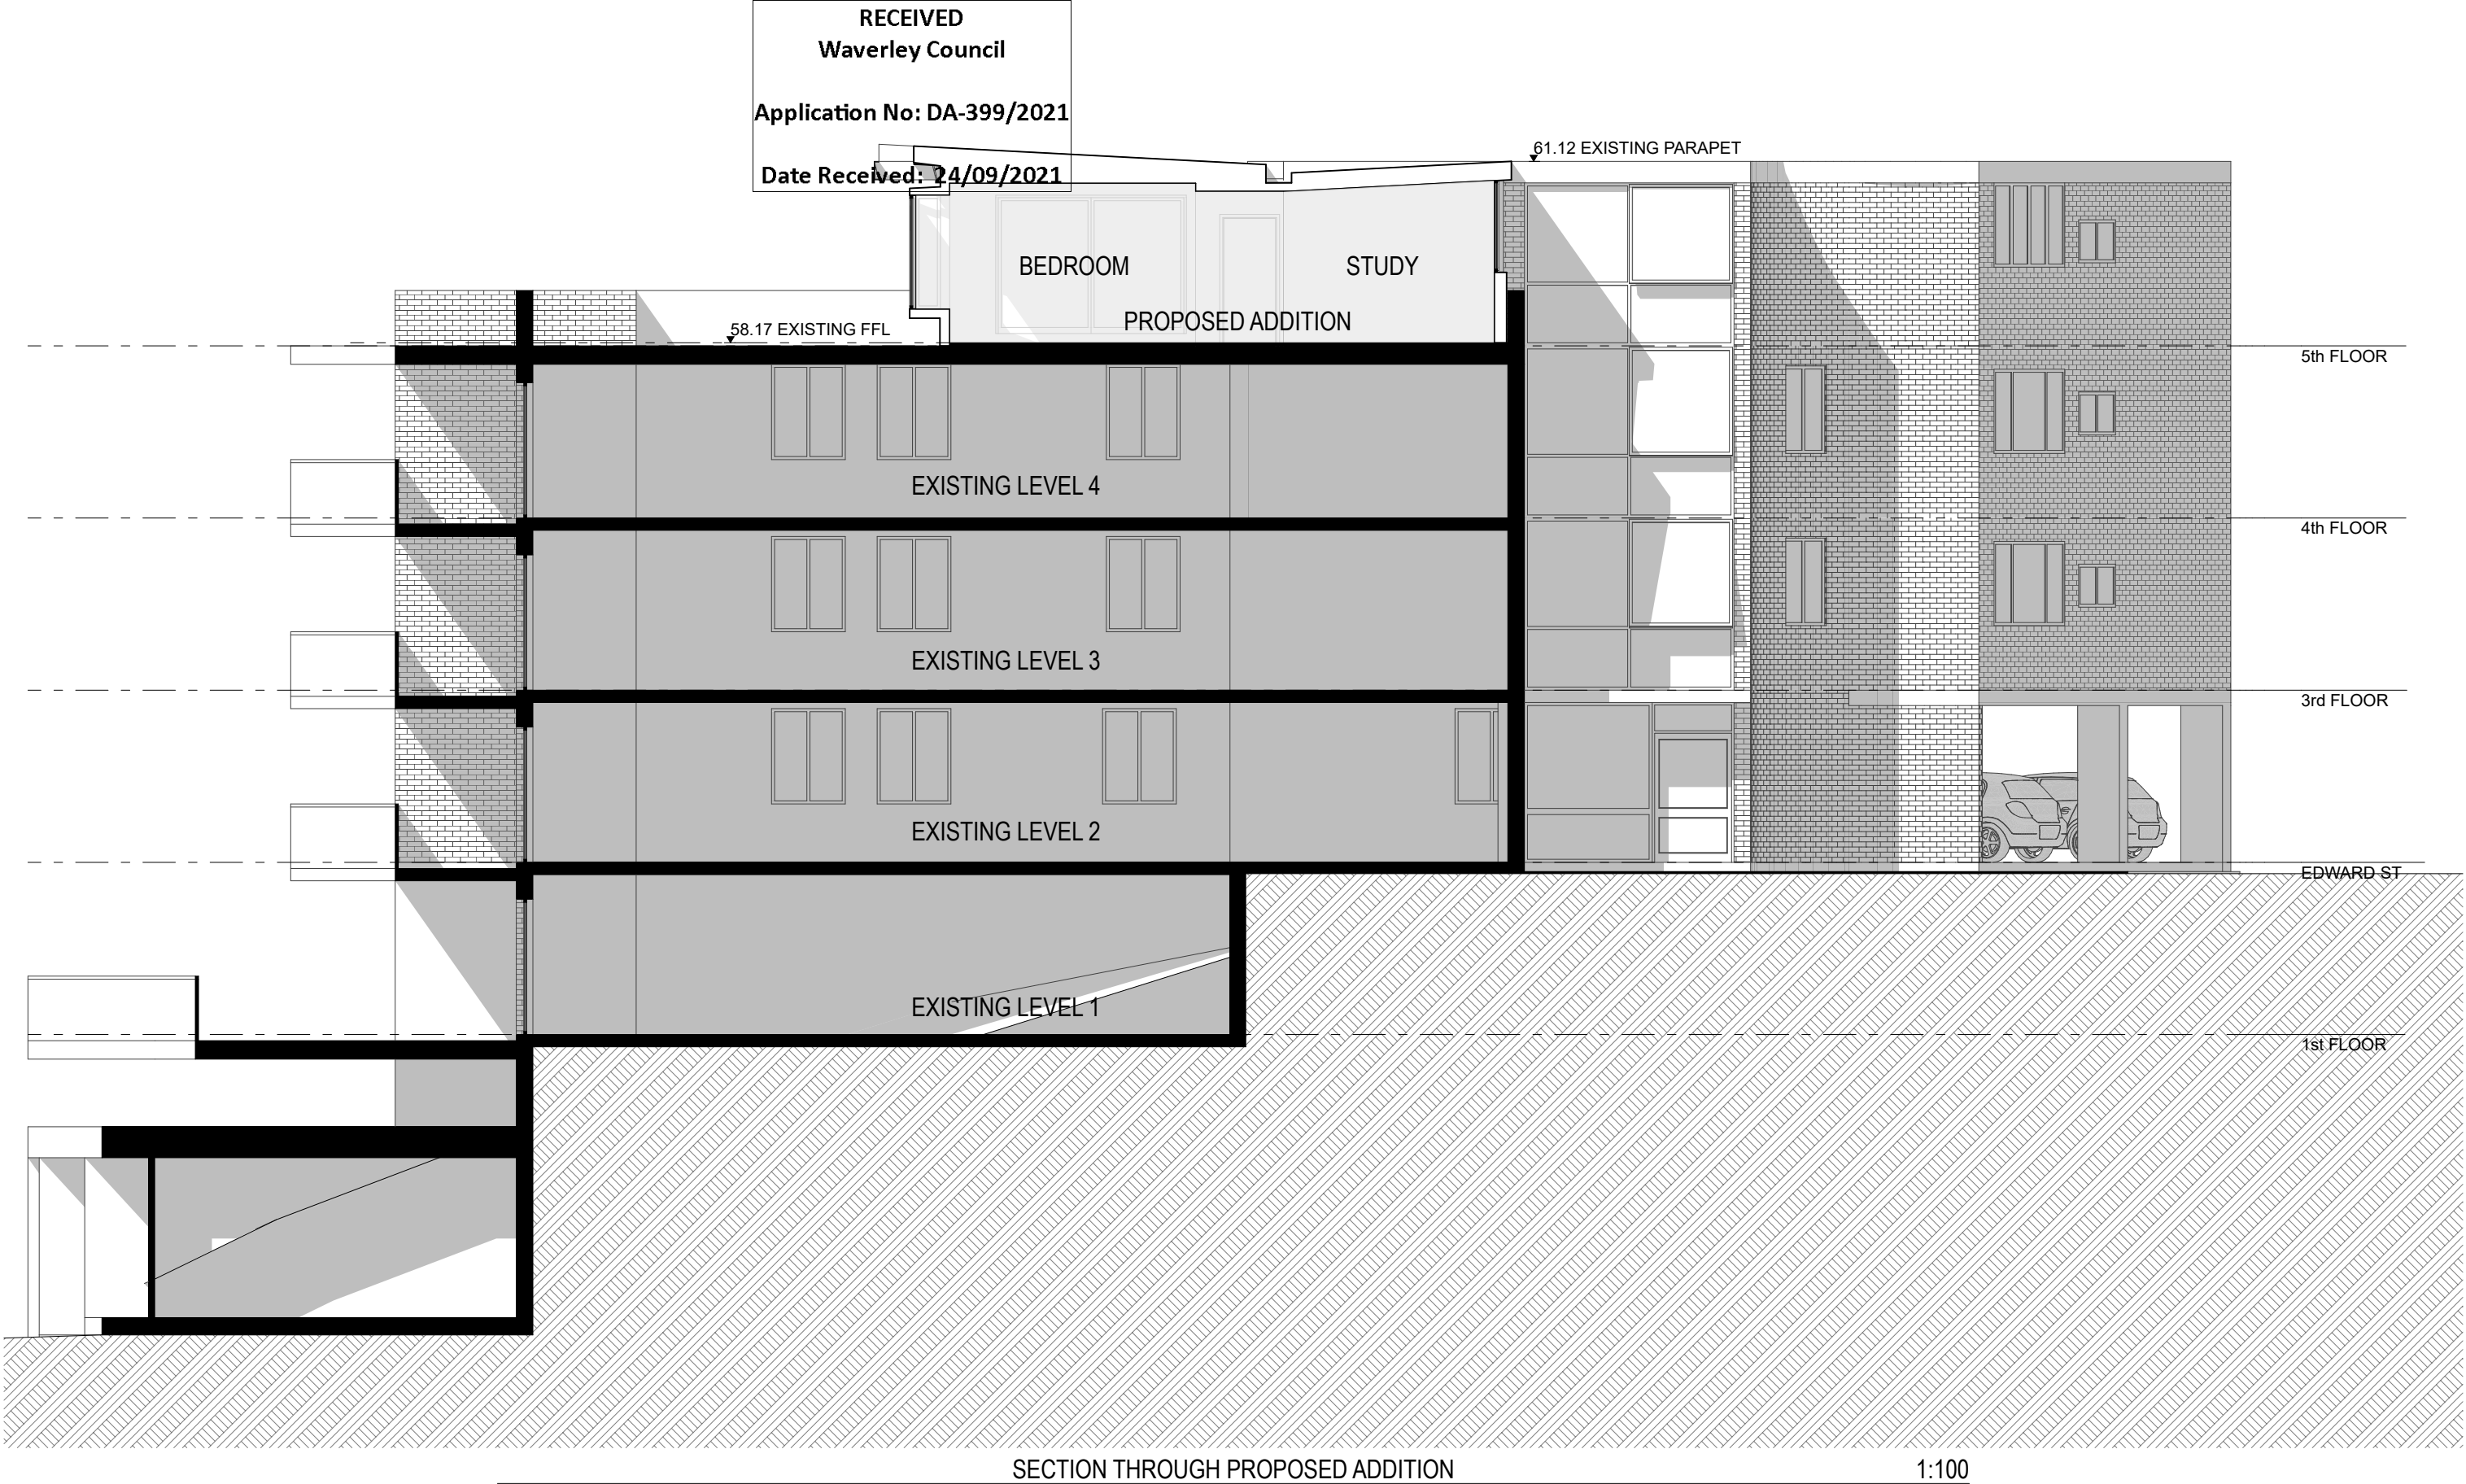 RECEIVED
Waverley Council
Application No: DA-399/2021
Date Received: 24/09/2021
61.12 EXISTING PARAPET
BEDROOM
STUDY
PROPOSED ADDITION
58.17 EXISTING FFL
5th FLOOR
EXISTING LEVEL 4
4th FLOOR
EXISTING LEVEL 3
3rd FLOOR
EXISTING LEVEL 2
EDWARD ST
EXISTING LEVEL 1
1st FLOOR
SECTION THROUGH PROPOSED ADDITION
1:100